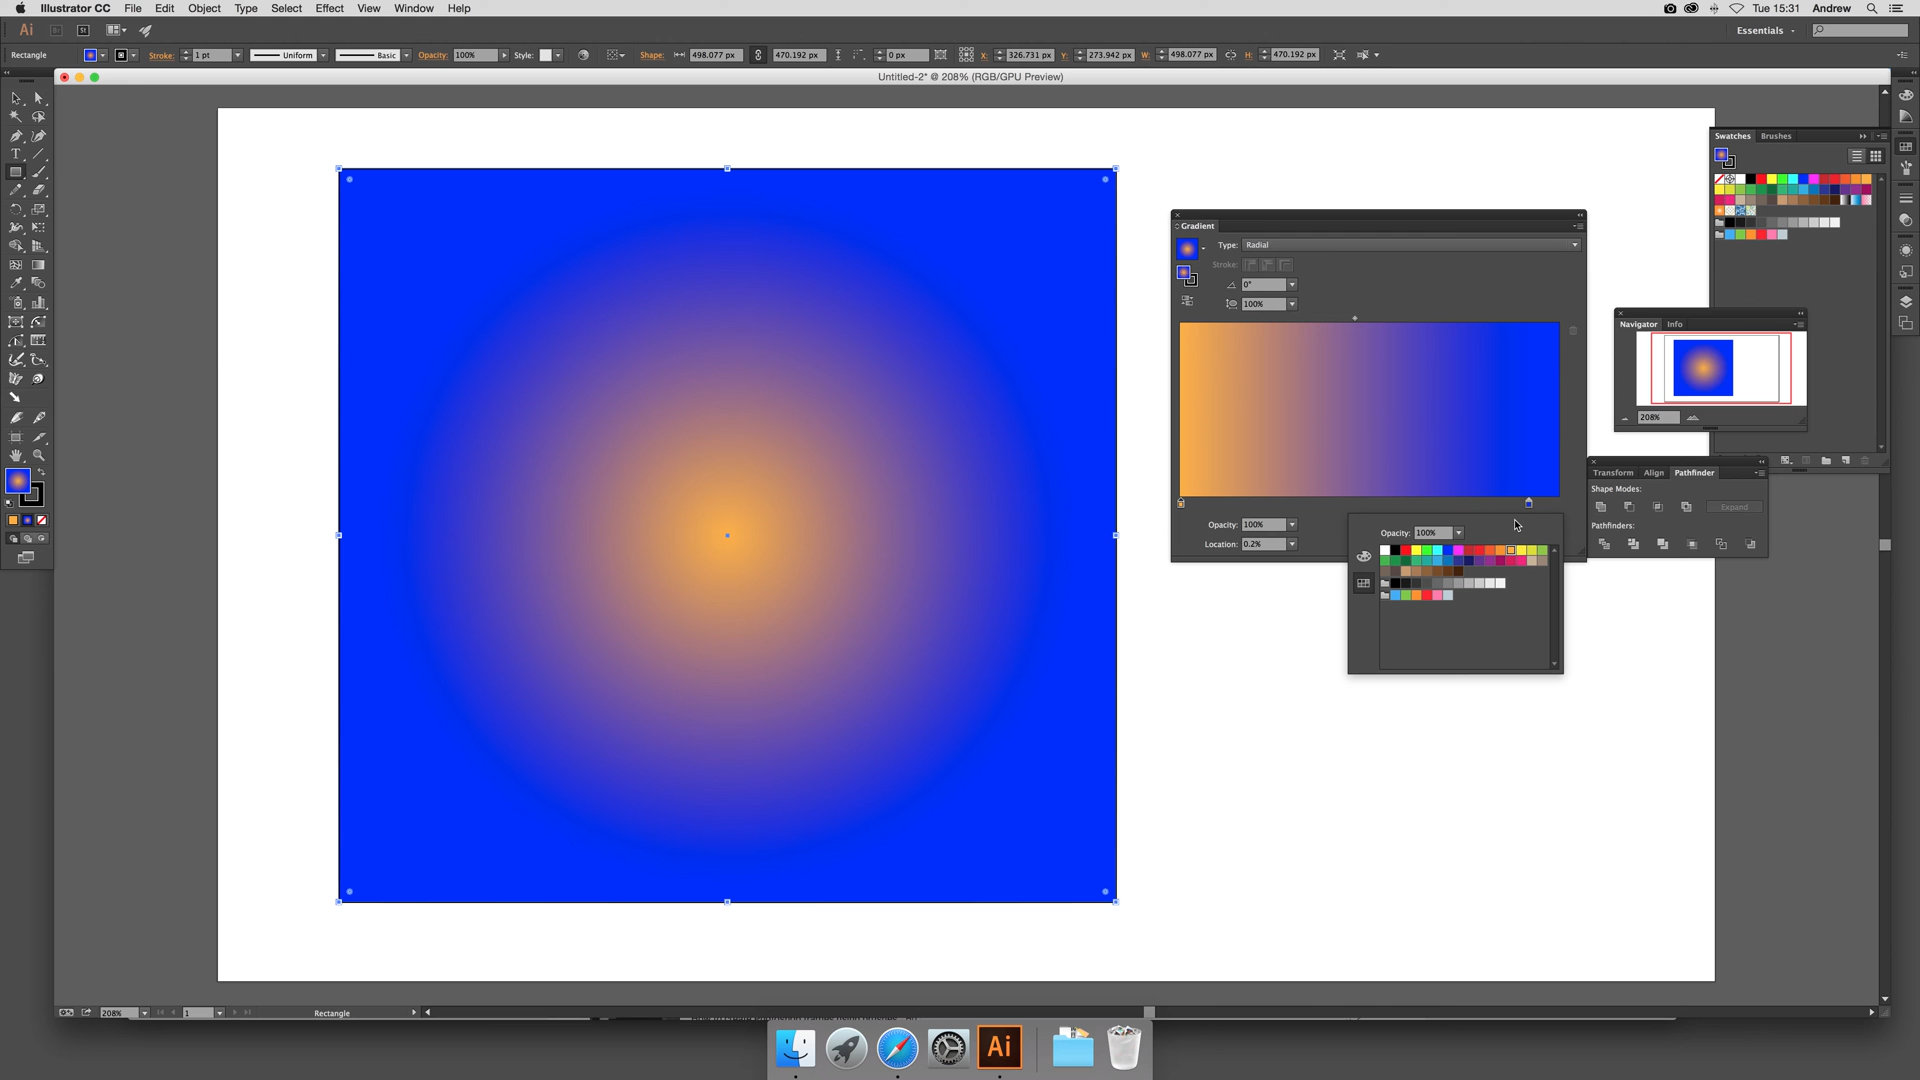 Illustrator CC File Edit Object Type Select Effect View Window Help Tue 15:31 Andrew
Ai Br St Essentials
Rectangle Stroke: 1 pt Uniform Basic Opacity: 100% Style: Shape: 498.077 px 470.192 px 0 px X: 326.731 px Y: 273.942 px W: 498.077 px H: 470.192 px
Untitled-2* @ 208% (RGB/GPU Preview)
Swatches Brushes
Gradient
Type: Radial
Stroke:
0°
100%
Navigator Info
208%
Transform Align Pathfinder
Shape Modes:
Expand
Pathfinders:
Opacity: 100%
Location: 0.2%
Opacity: 100%
208% 1 Rectangle
Ai